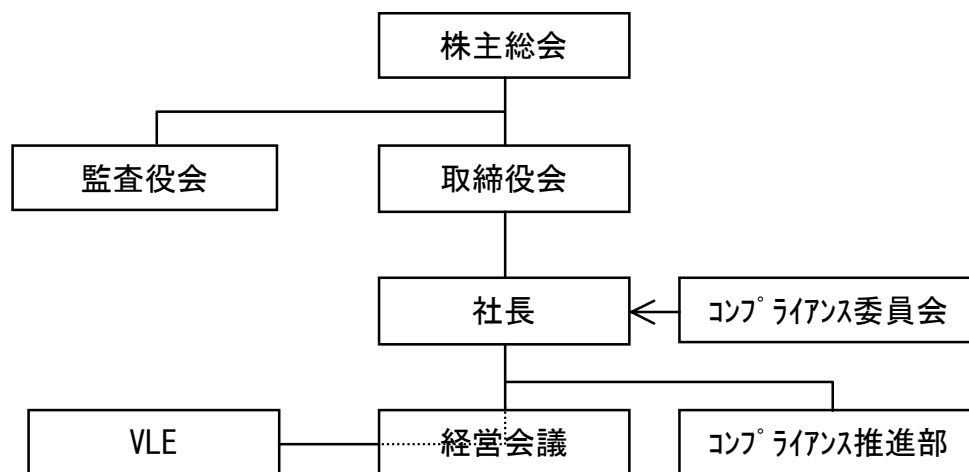 株主総会
監査役会
取締役会
社長
ｺﾝﾌﾟﾗｲｱﾝｽ委員会
VLE
経営会議
ｺﾝﾌﾟﾗｲｱﾝｽ推進部